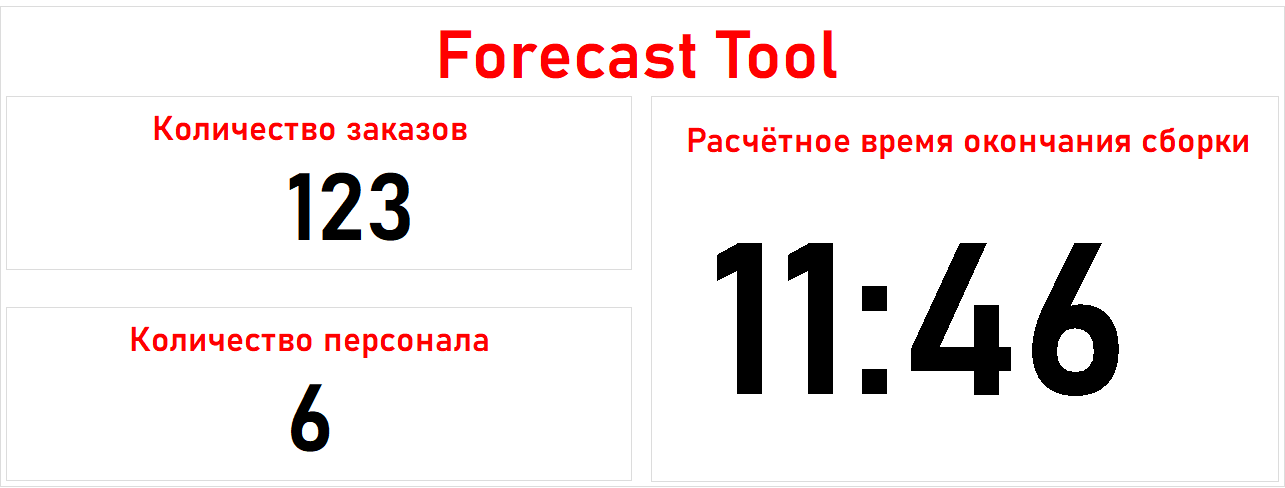 Forecast Tool
Количество заказов
123
Количество персонала
6
Расчётное время окончания сборки
11:46